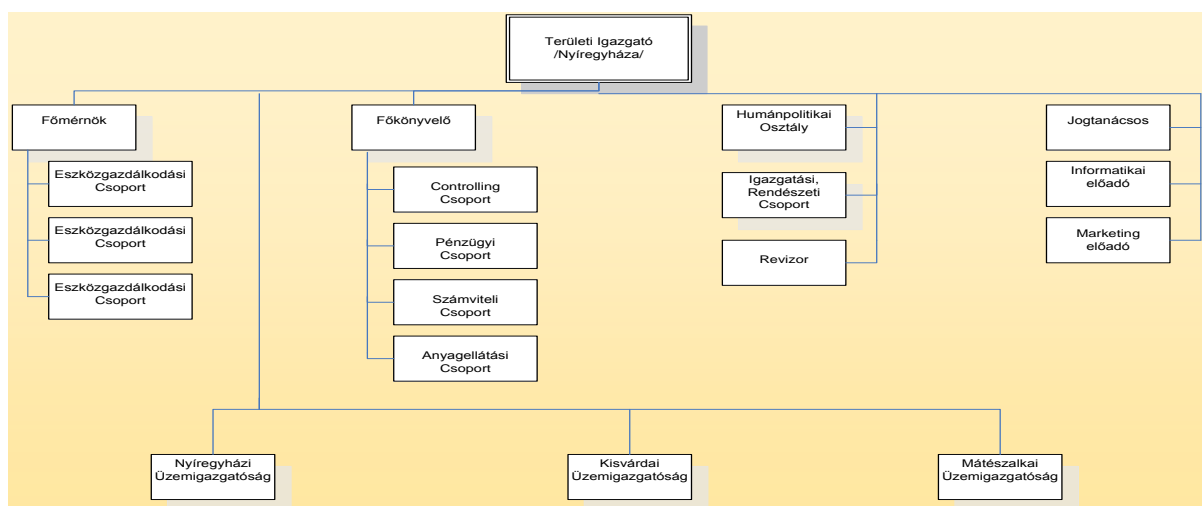 Területi Igazgató
/Nyíregyháza/
Főmérnök
Eszközgazdálkodási
Csoport
Eszközgazdálkodási
Csoport
Eszközgazdálkodási
Csoport
Főkönyvelő
Controlling
Csoport
Pénzügyi
Csoport
Számviteli
Csoport
Anyagellátási
Csoport
Humánpolitikai
Osztály
Igazgatási,
Rendészeti
Csoport
Revizor
Jogtanácsos
Informatikai
előadó
Marketing
előadó
Nyíregyházi
Üzemigazgatóság
Kisvárdai
Üzemigazgatóság
Mátészalkai
Üzemigazgatóság